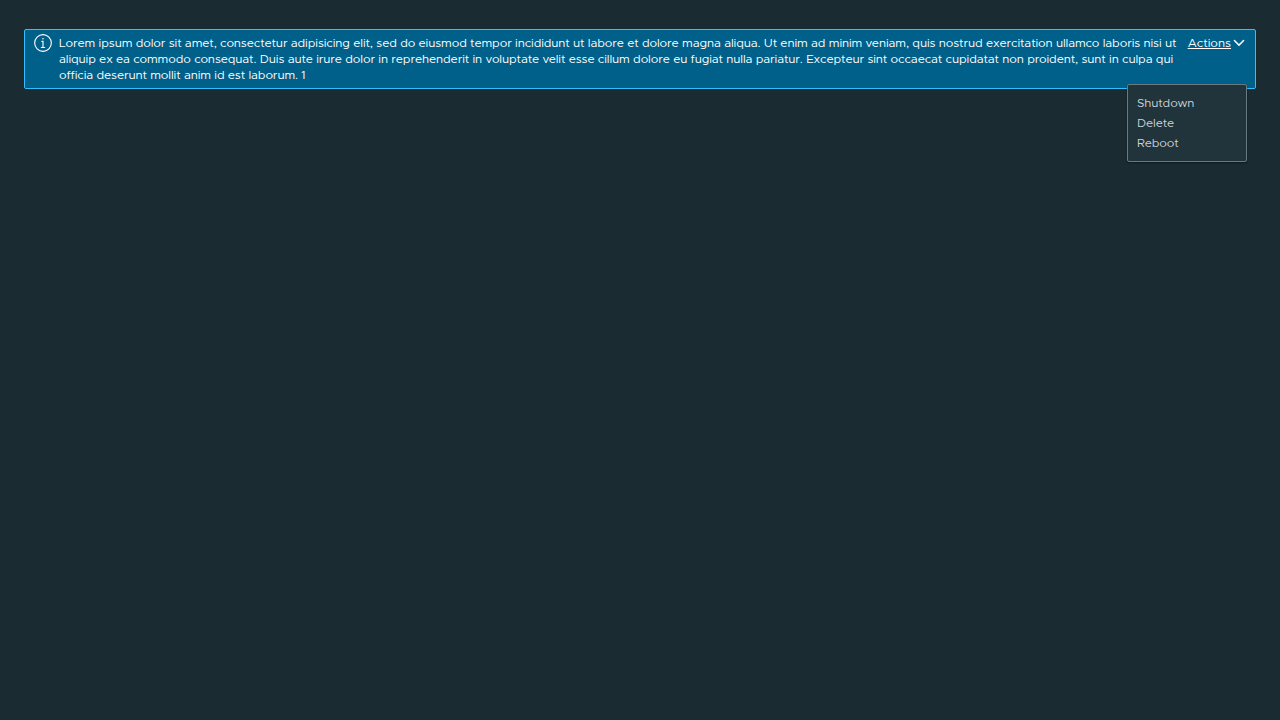 Lorem ipsum dolor sit amet, consectetur adipisicing elit, sed do eiusmod tempor incididunt ut labore et dolore magna aliqua. Ut enim ad minim veniam, quis nostrud exercitation ullamco laboris nisi ut
aliquip ex ea commodo consequat. Duis aute irure dolor in reprehenderit in voluptate velit esse cillum dolore eu fugiat nulla pariatur. Excepteur sint occaecat cupidatat non proident, sunt in culpa qui
officia deserunt mollit anim id est laborum. 1
Actions
Shutdown
Delete
Reboot